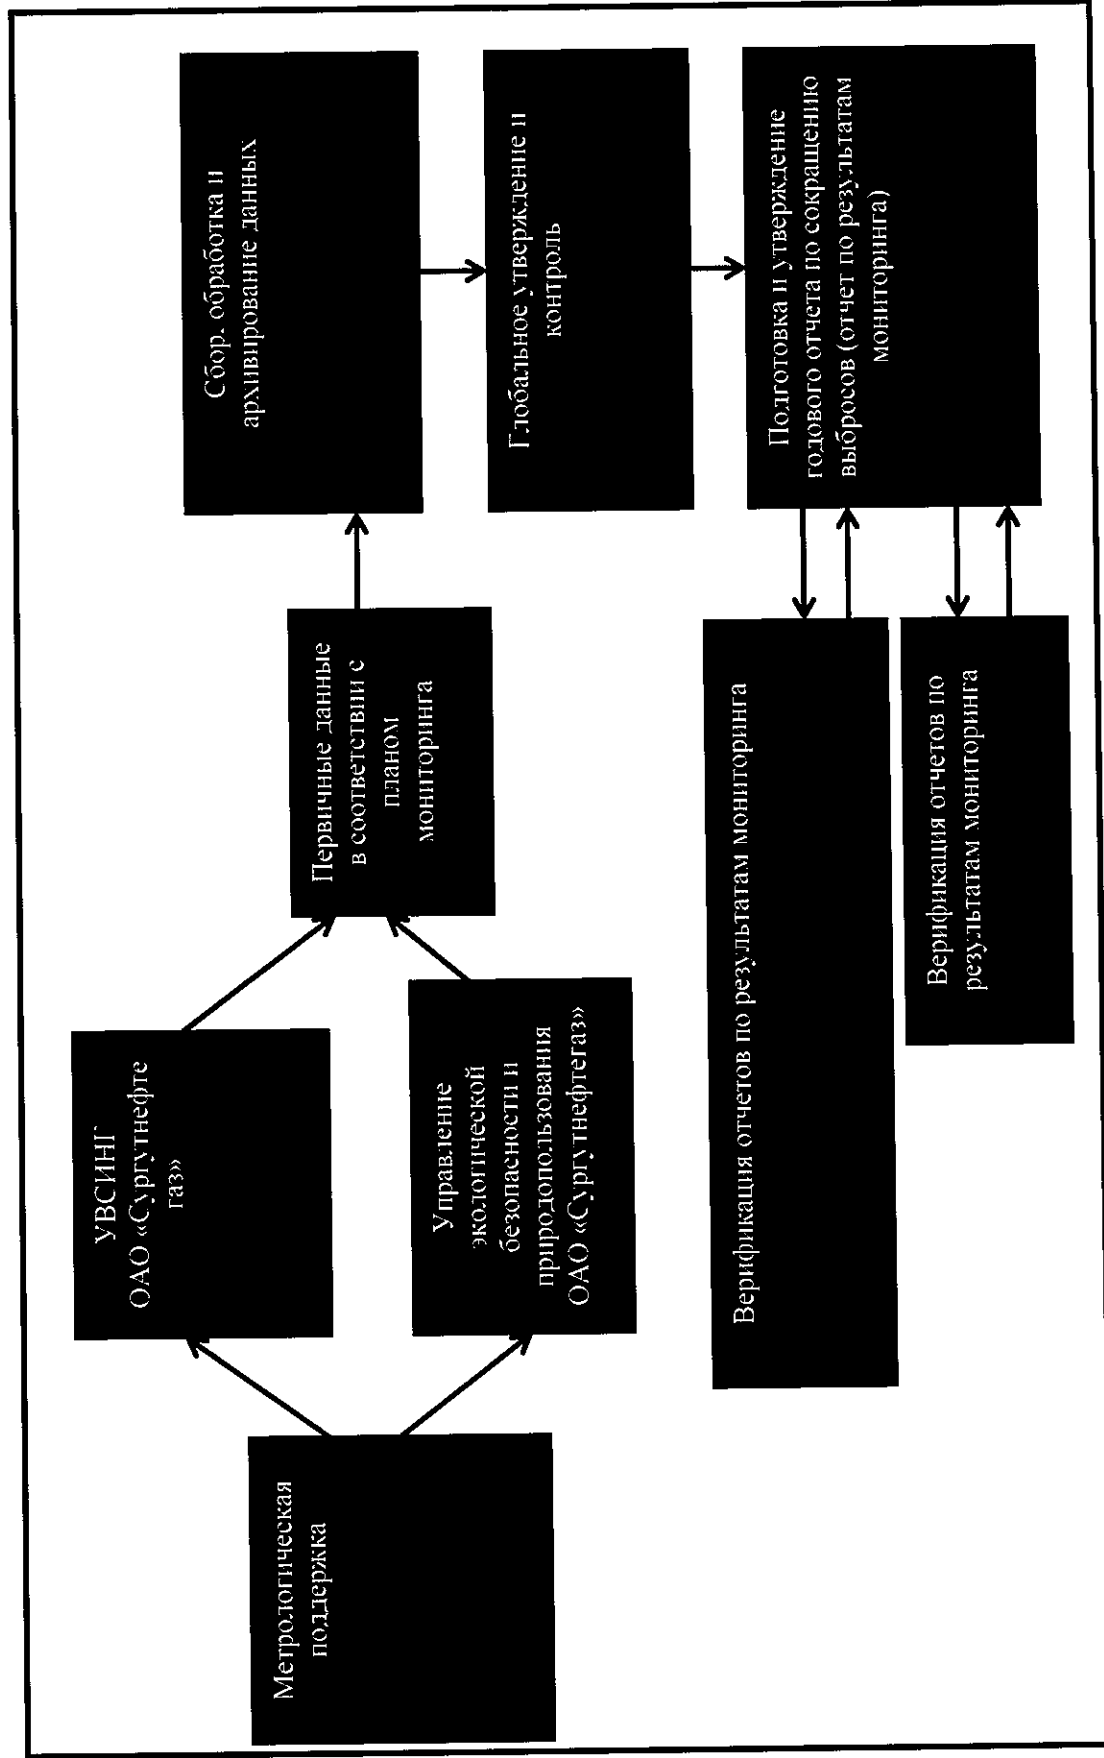 Метрологическая
поддержка
УВСИНГ
ОАО «Сургутнефте
газ»
Управление
экологической
безопасности и
природопользования
ОАО «Сургутнефтегаз»
Первичные данные
в соответствии с
планом
мониторинга
Сбор, обработка и
архивирование данных
Глобальное утверждение и
контроль
Подготовка и утверждение
годового отчета по сокращению
выбросов (отчет по результатам
мониторинга)
Верификация отчетов по результатам мониторинга
Верификация отчетов по
результатам мониторинга